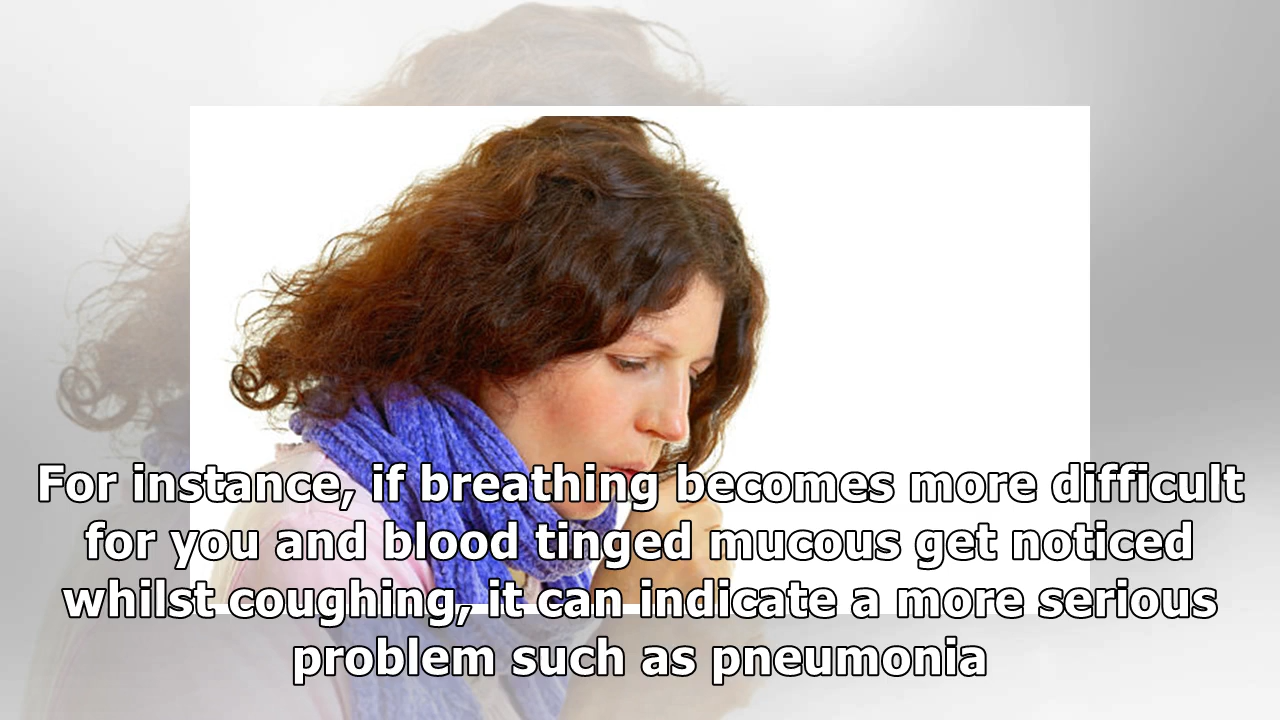 For instance, if breathing becomes more difficult
for you and blood tinged mucous get noticed
whilst coughing, it can indicate a more serious
problem such as pneumonia